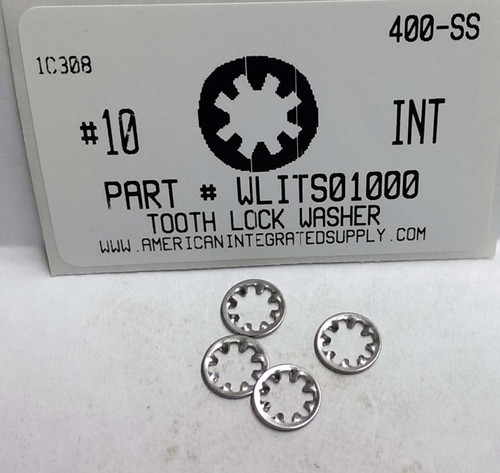 400-SS
1C308
#10
INT
PART # WLITS01000
TOOTH LOCK WASHER
WWW.AMERICANINTEGRATEDSUPPLY.COM